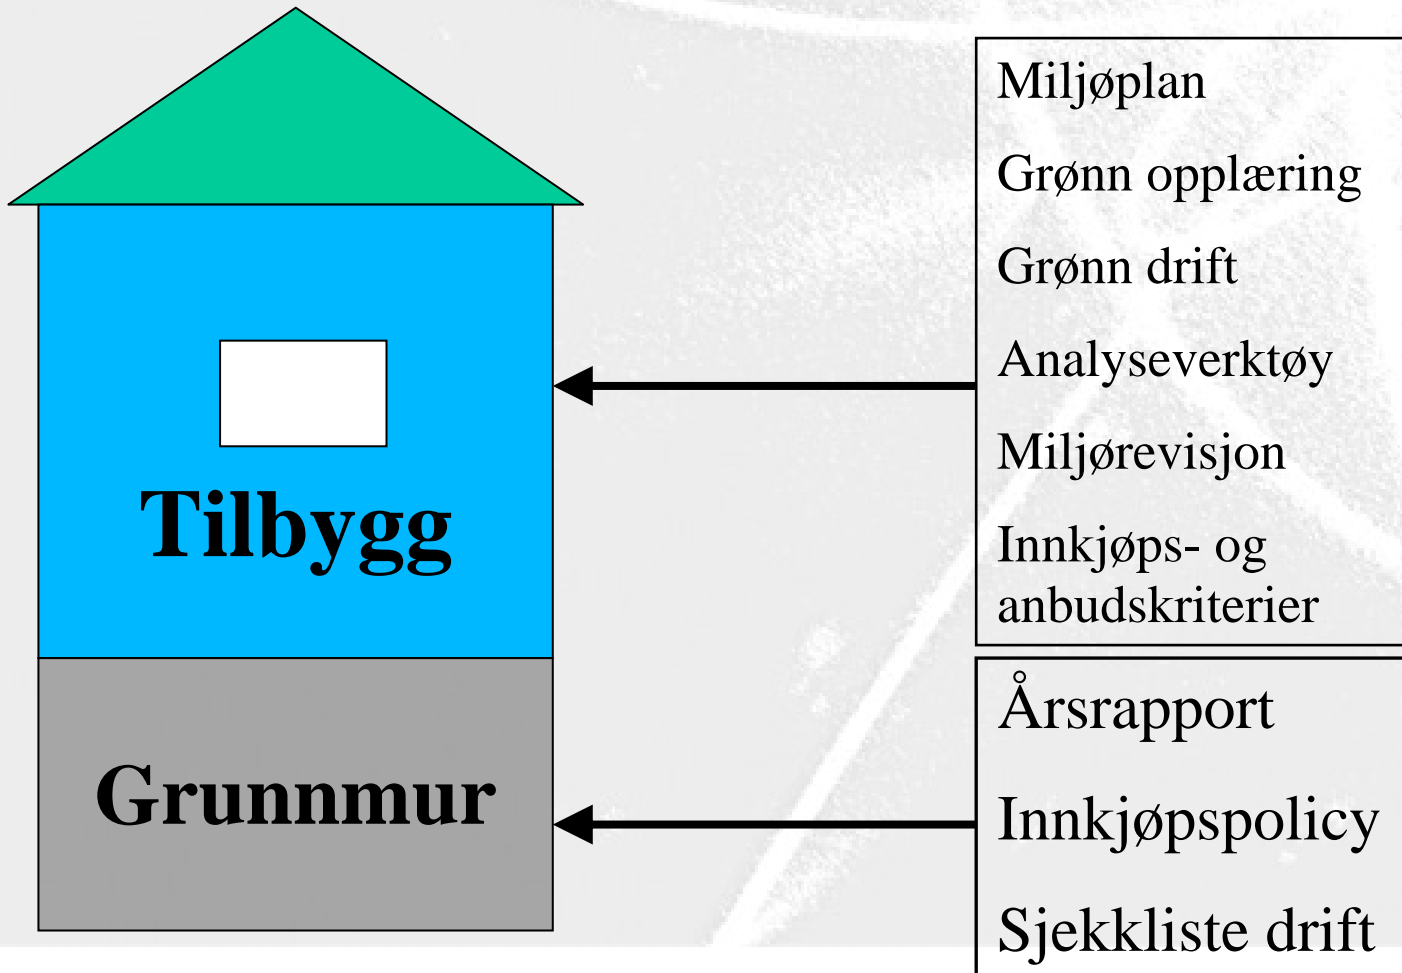 Miljøplan
Grønn opplæring
Grønn drift
Analyseverktøy
Miljørevisjon
Innkjøps- og
anbudskriterier
Tilbygg
Årsrapport
Innkjøpspolicy
Sjekkliste drift
Grunnmur